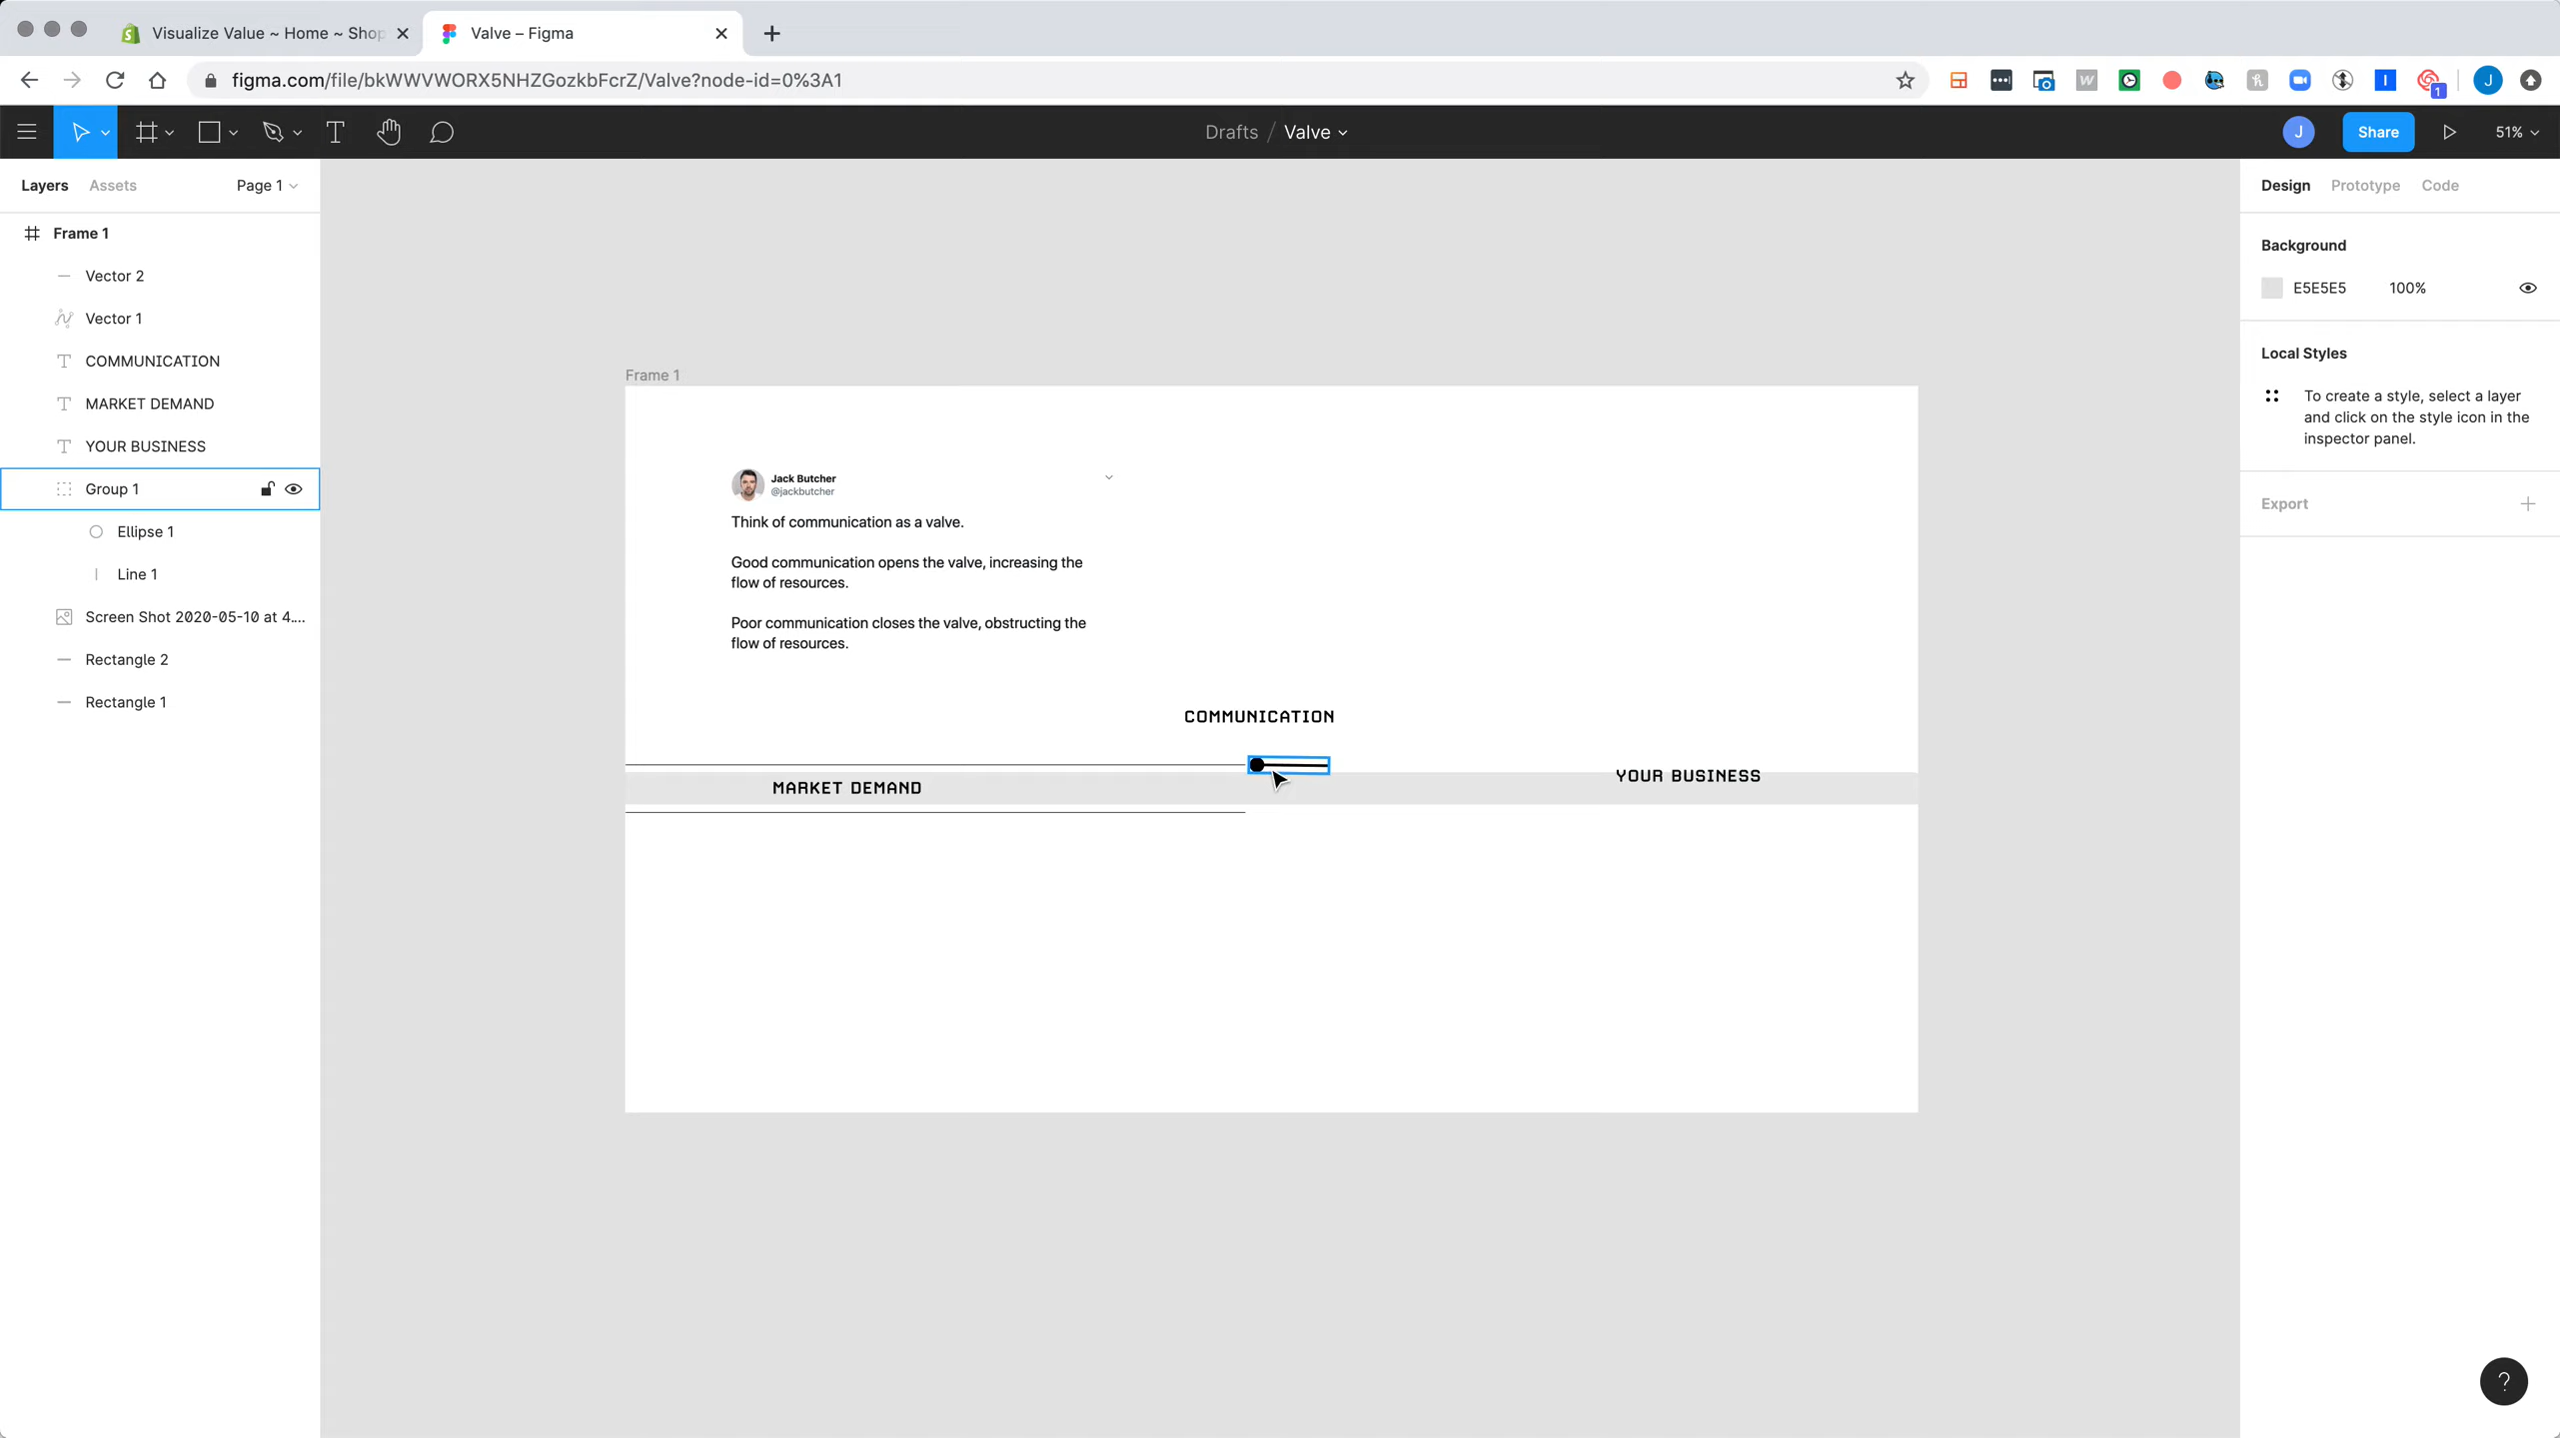 Visualize Value ~ Home ~ Shop
Valve – Figma
figma.com/file/bkWWVWORX5NHZGozkbFcrZ/Valve?node-id=0%3A1
1
J
Drafts / Valve
J
Share
51%
Layers
Assets
Page 1
Design
Prototype
Code
Frame 1
Vector 2
Vector 1
COMMUNICATION
MARKET DEMAND
YOUR BUSINESS
Group 1
Ellipse 1
Line 1
Screen Shot 2020-05-10 at 4....
Rectangle 2
Rectangle 1
Frame 1
Jack Butcher
@jackbutcher
Think of communication as a valve.
Good communication opens the valve, increasing the
flow of resources.
Poor communication closes the valve, obstructing the
flow of resources.
COMMUNICATION
MARKET DEMAND
YOUR BUSINESS
Background
E5E5E5 100%
Local Styles
To create a style, select a layer
and click on the style icon in the
inspector panel.
Export
?